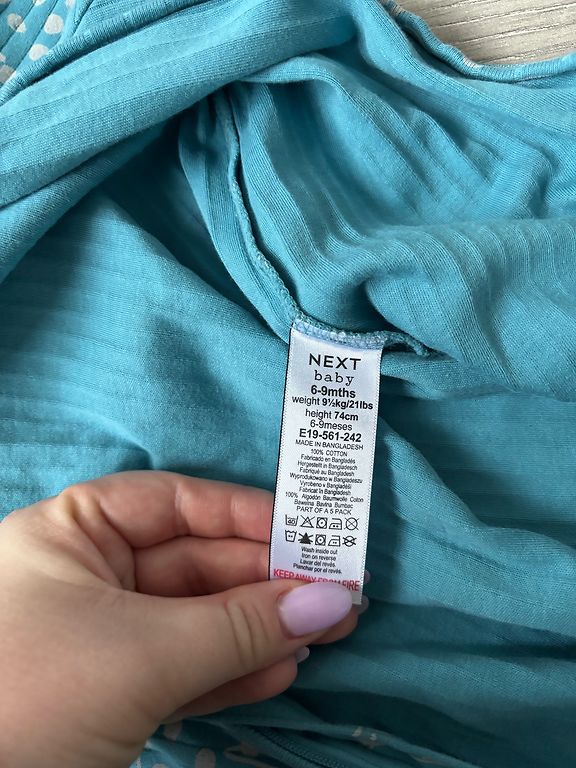 NEXT
baby
6-9mths
weight 9½kg/21lbs
height 74cm
6-9meses
E19-561-242
MADE IN BANGLADESH
100% COTTON
Fabricado en Bangladés
Hergestellt in Bangladesch
Fabriqué au Bangladesh
Wyprodukowano w Bangladeszu
Vyrobeno v Bangladéši
Fabricat în Bangladesh
100% Algodón Baumwolle Coton
Bawełna Bavlna Bumbac
PART OF A 5 PACK
40
Wash inside out
Iron on reverse
Lavar del revés.
Planchar por el revés.
KEEP AWAY FROM FIRE